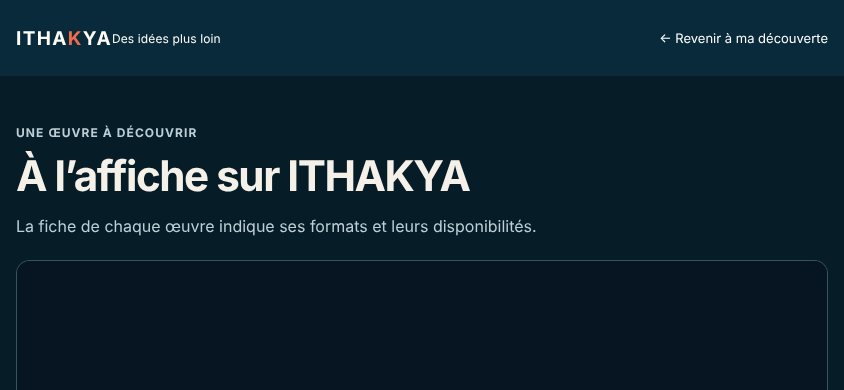 ITHAKYA Des idées plus loin
← Revenir à ma découverte
UNE ŒUVRE À DÉCOUVRIR
À l’affiche sur ITHAKYA
La fiche de chaque œuvre indique ses formats et leurs disponibilités.